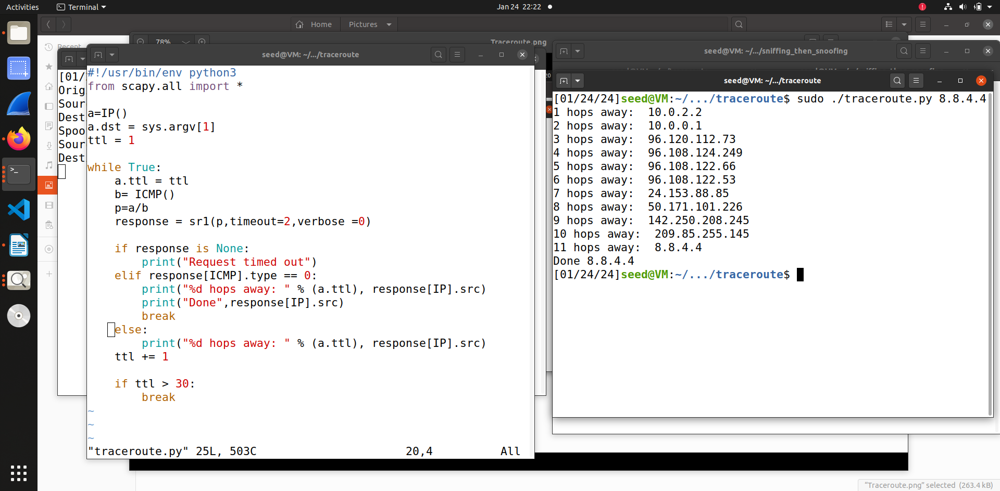 Activities
Terminal
Jan 24 22:22
Home
Pictures
Recent
78%
Traceroute.png
seed@VM: ~/.../traceroute
[01/
Orig
Sour
Dest
Spoo
Sour
Dest
#!/usr/bin/env python3
from scapy.all import *
a=IP()
a.dst = sys.argv[1]
ttl = 1
while True:
    a.ttl = ttl
    b= ICMP()
    p=a/b
    response = sr1(p,timeout=2,verbose =0)
    if response is None:
        print("Request timed out")
    elif response[ICMP].type == 0:
        print("%d hops away: " % (a.ttl), response[IP].src)
        print("Done",response[IP].src)
        break
    else:
        print("%d hops away: " % (a.ttl), response[IP].src)
    ttl += 1
    if ttl > 30:
        break
~
~
~
"traceroute.py" 25L, 503C 20,4 All
seed@VM: ~/.../sniffing_then_snoofing
20
seed@VM: ~/.../traceroute
[01/24/24]seed@VM:~/.../traceroute$ sudo ./traceroute.py 8.8.4.4
1 hops away:  10.0.2.2
2 hops away:  10.0.0.1
3 hops away:  96.120.112.73
4 hops away:  96.108.124.249
5 hops away:  96.108.122.66
6 hops away:  96.108.122.53
7 hops away:  24.153.88.85
8 hops away:  50.171.101.226
9 hops away:  142.250.208.245
10 hops away:  209.85.255.145
11 hops away:  8.8.4.4
Done 8.8.4.4
[01/24/24]seed@VM:~/.../traceroute$
"Traceroute.png" selected (263.4 kB)